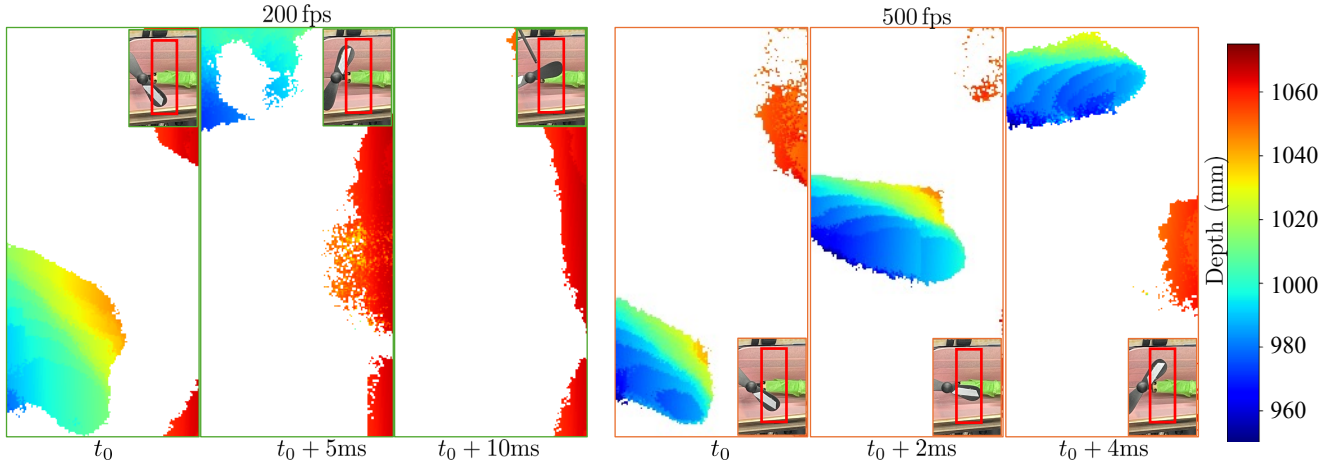 200 fps
500 fps
t₀
t₀ + 5ms
t₀ + 10ms
t₀
t₀ + 2ms
t₀ + 4ms
Depth (mm)
1060
1040
1020
1000
980
960